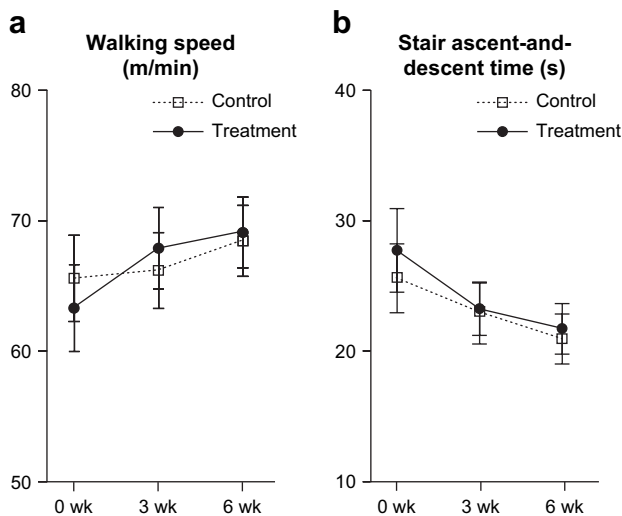 a
Walking speed
(m/min)
80
70
60
50
Control
Treatment
0 wk
3 wk
6 wk
b
Stair ascent-and-
descent time (s)
40
30
20
10
Control
Treatment
0 wk
3 wk
6 wk